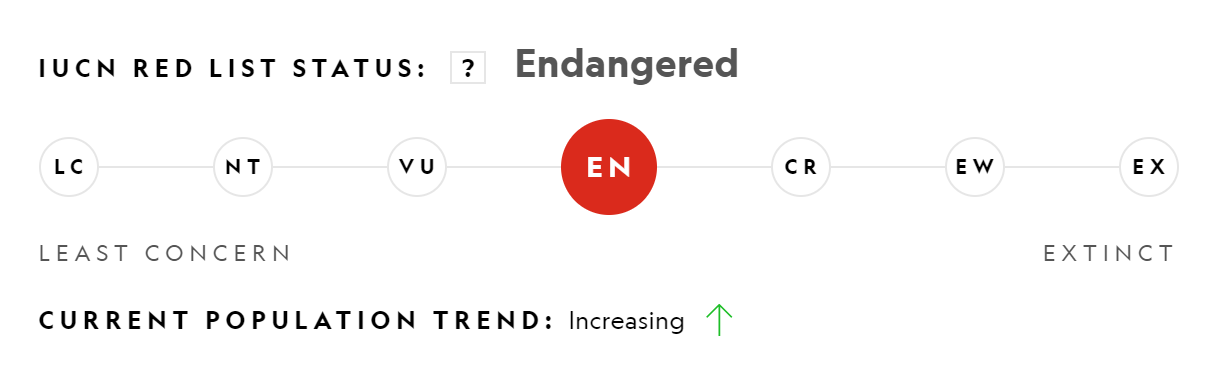 IUCN RED LIST STATUS: ? Endangered
LC NT VU EN CR EW EX
LEAST CONCERN EXTINCT
CURRENT POPULATION TREND: Increasing ↑